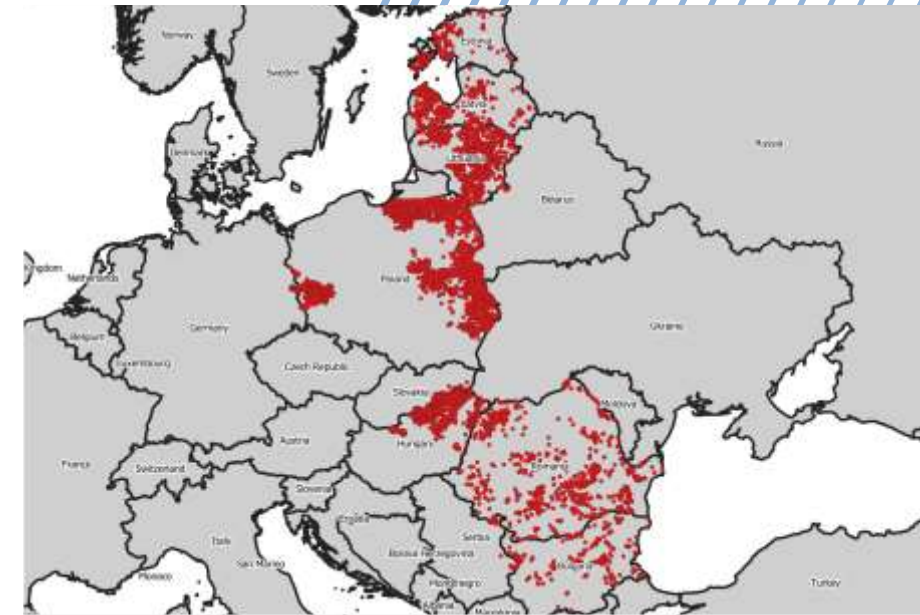 Norway
Sweden
Estonia
Latvia
Russia
Denmark
Lithuania
Belarus
Kingdom
Netherlands
Poland
Belgium
Germany
Ukraine
Luxembourg
Czech Republic
Slovakia
Moldova
Austria
Hungary
France
Switzerland
Romania
Slovenia
Croatia
Italy
Serbia
San Marino
Bosnia Herzegovina
Monaco
Bulgaria
Montenegro
Turkey
Albania